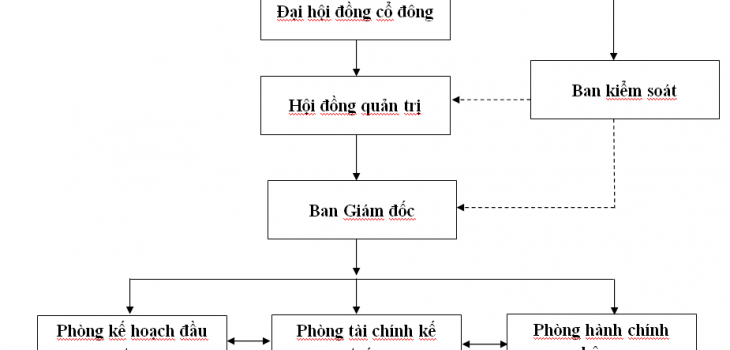 Đại hội đồng cổ đông
Ban kiểm soát
Hội đồng quản trị
Ban Giám đốc
Phòng kế hoạch đầu
Phòng tài chính kế
Phòng hành chính